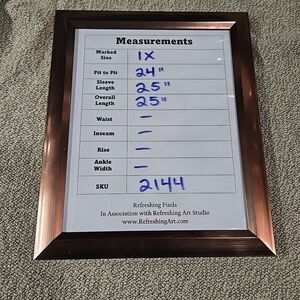 Measurements
Marked Size 1X
Pit to Pit 24"
Sleeve Length 25"
Overall Length 25"
Waist —
Inseam —
Rise —
Ankle Width —
SKU 2144
Refreshing Finds
In Association with Refreshing Art Studio
www.RefreshingArt.com